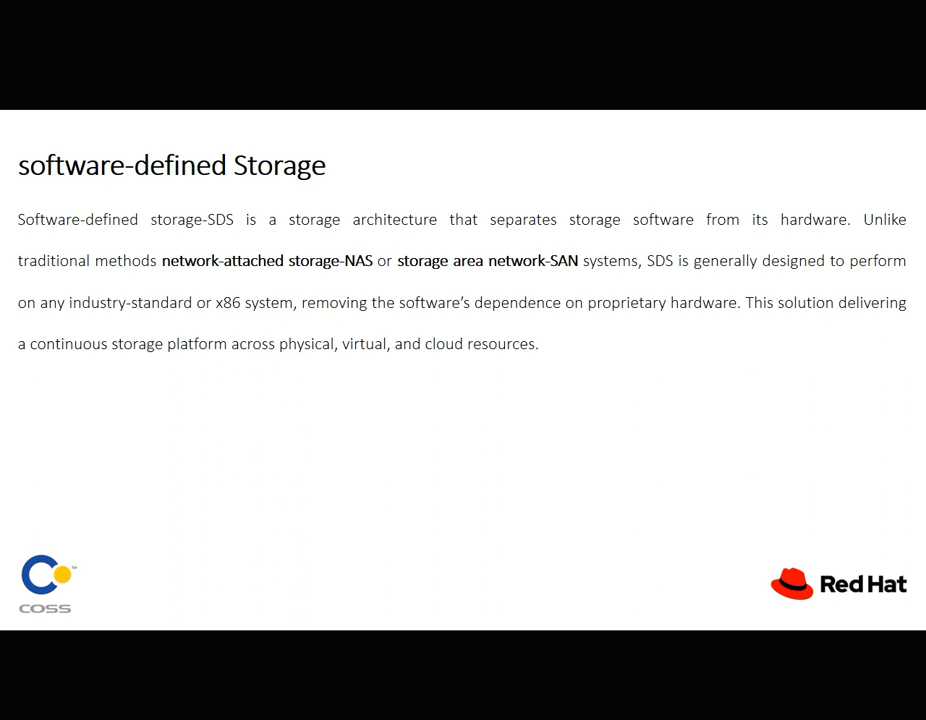 software-defined Storage
Software-defined storage-SDS is a storage architecture that separates storage software from its hardware. Unlike
traditional methods network-attached storage-NAS or storage area network-SAN systems, SDS is generally designed to perform
on any industry-standard or x86 system, removing the software’s dependence on proprietary hardware. This solution delivering
a continuous storage platform across physical, virtual, and cloud resources.
TM
COSS
Red Hat